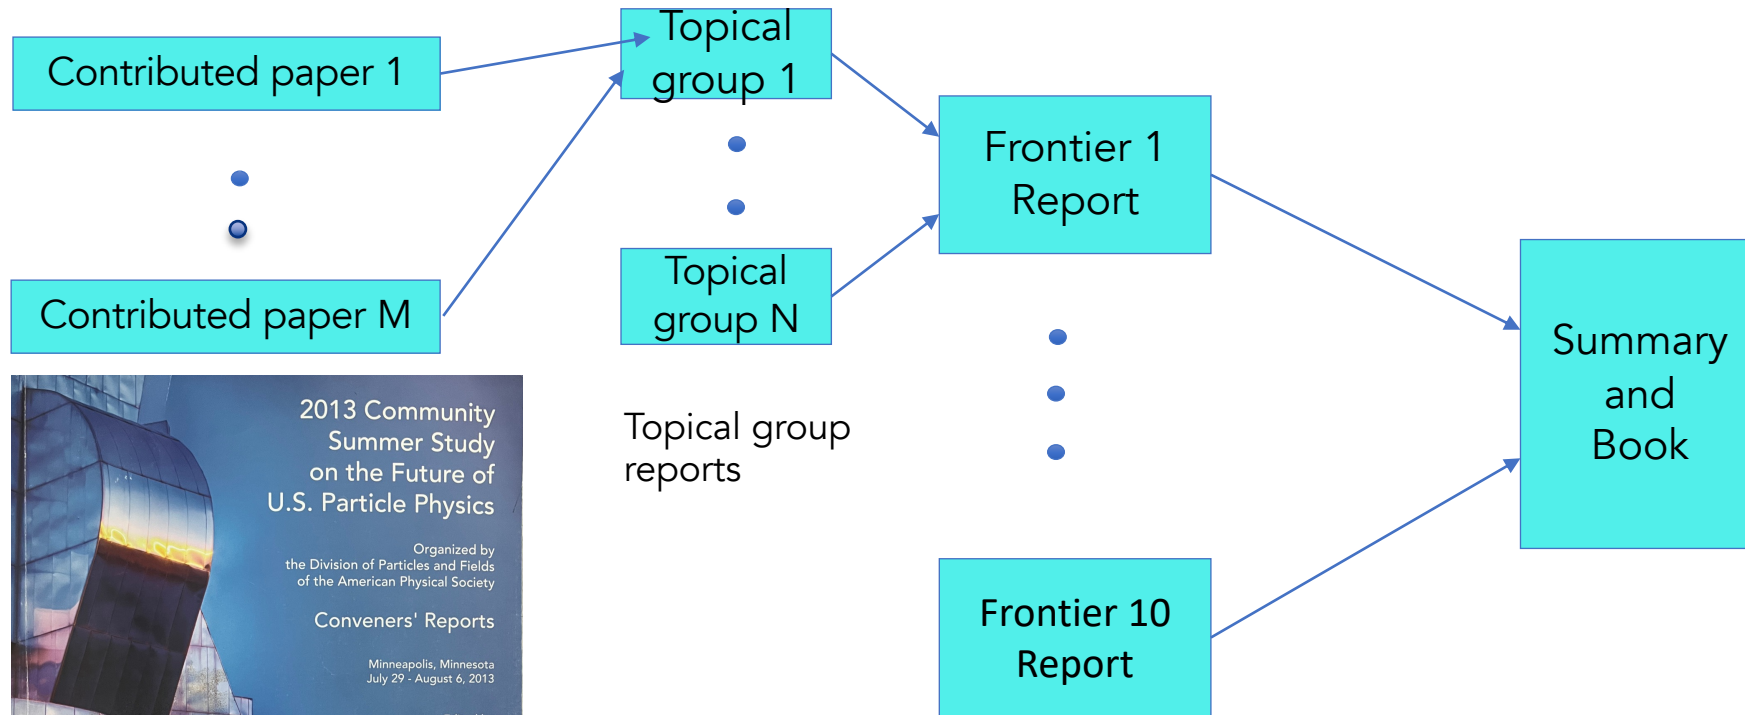 Contributed paper 1
Contributed paper M
Topical
group 1
Topical
group N
Topical group
reports
Frontier 1
Report
Frontier 10
Report
Summary
and
Book
2013 Community
Summer Study
on the Future of
U.S. Particle Physics
Organized by
the Division of Particles and Fields
of the American Physical Society
Conveners' Reports
Minneapolis, Minnesota
July 29 - August 6, 2013